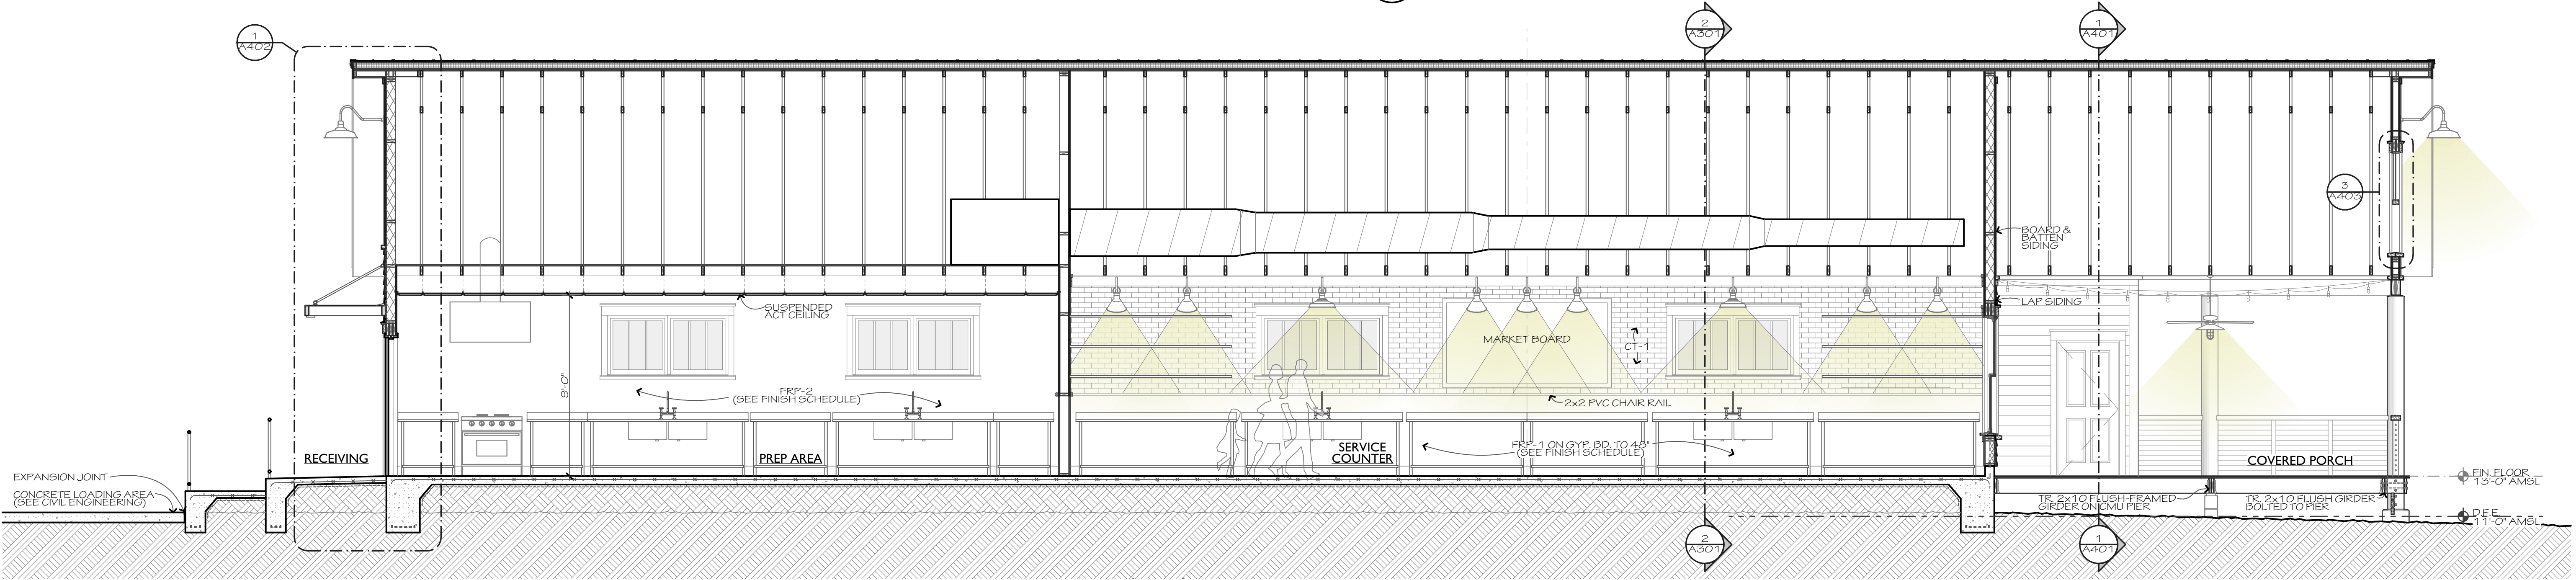 1
A402
2
A301
1
A401
3
A403
BOARD &
BATTEN
SIDING
SUSPENDED
ACT CEILING
LAP SIDING
MARKET BOARD
CT-1
9'-0"
FRP-2
(SEE FINISH SCHEDULE)
2x2 PVC CHAIR RAIL
RECEIVING
PREP AREA
SERVICE
COUNTER
FRP-1 ON GYP. BD. TO 48"
(SEE FINISH SCHEDULE)
COVERED PORCH
EXPANSION JOINT
CONCRETE LOADING AREA
(SEE CIVIL ENGINEERING)
FIN. FLOOR
13'-0" AMSL
TR. 2x10 FLUSH-FRAMED
GIRDER ON CMU PIER
TR. 2x10 FLUSH GIRDER
BOLTED TO PIER
D.F.E.
11'-0" AMSL
2
A301
1
A401